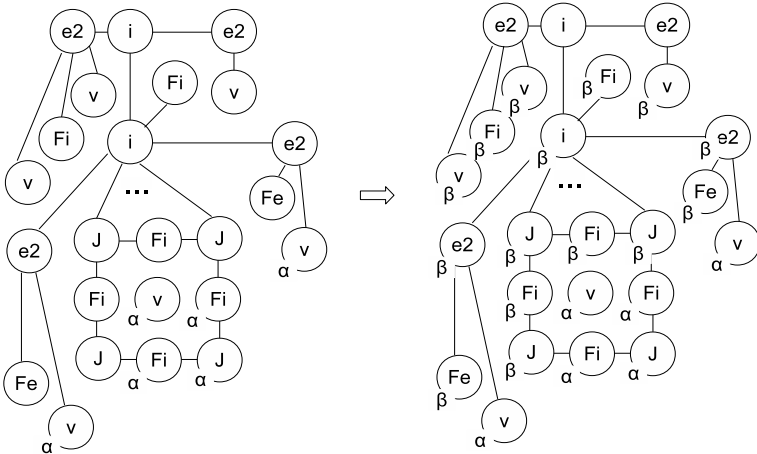 e2 i e2 e2 i e2
v Fi v Fi v β β Fi v β
Fi β Fi
v i e2 i β β e2
v β
... Fe ... β Fe
J Fi J v α J β Fi β J β v α
e2 e2 β
Fi v α Fi α Fi β v α Fi α
J Fi α J α J β Fi α J α
Fe Fe β
v α v α